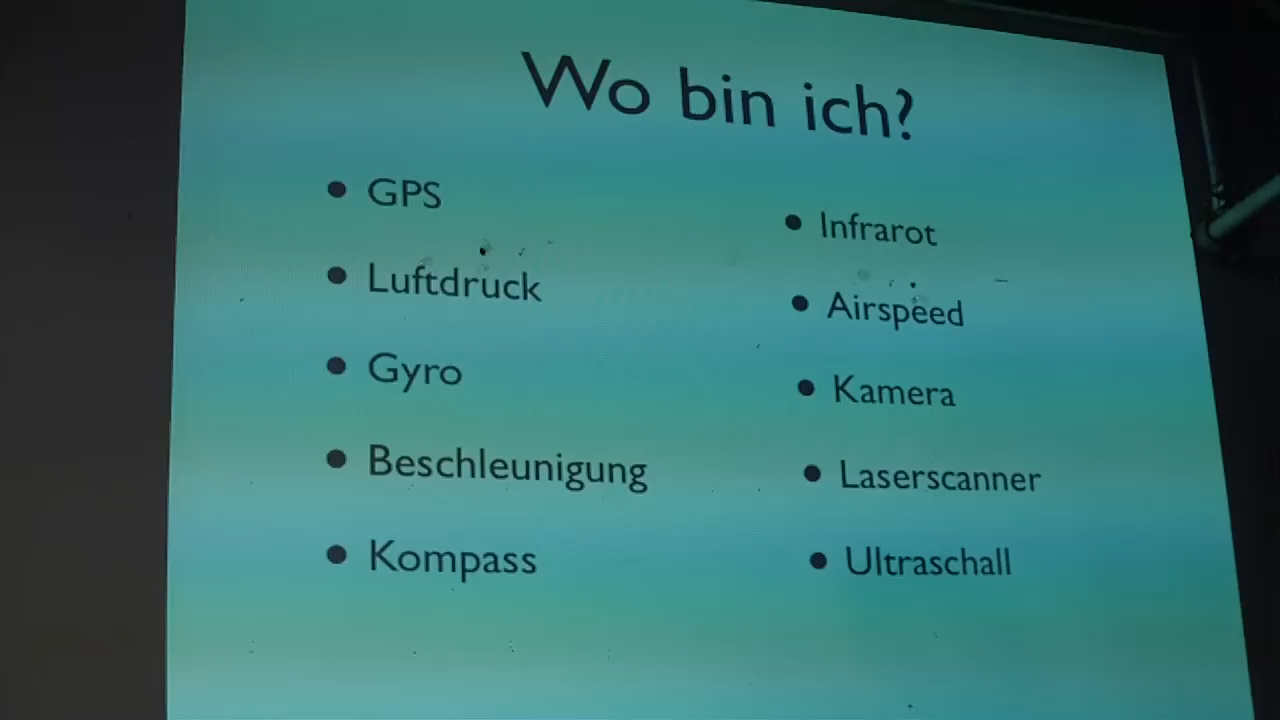 Wo bin ich?
GPS
Luftdruck
Gyro
Beschleunigung
Kompass
Infrarot
Airspeed
Kamera
Laserscanner
Ultraschall